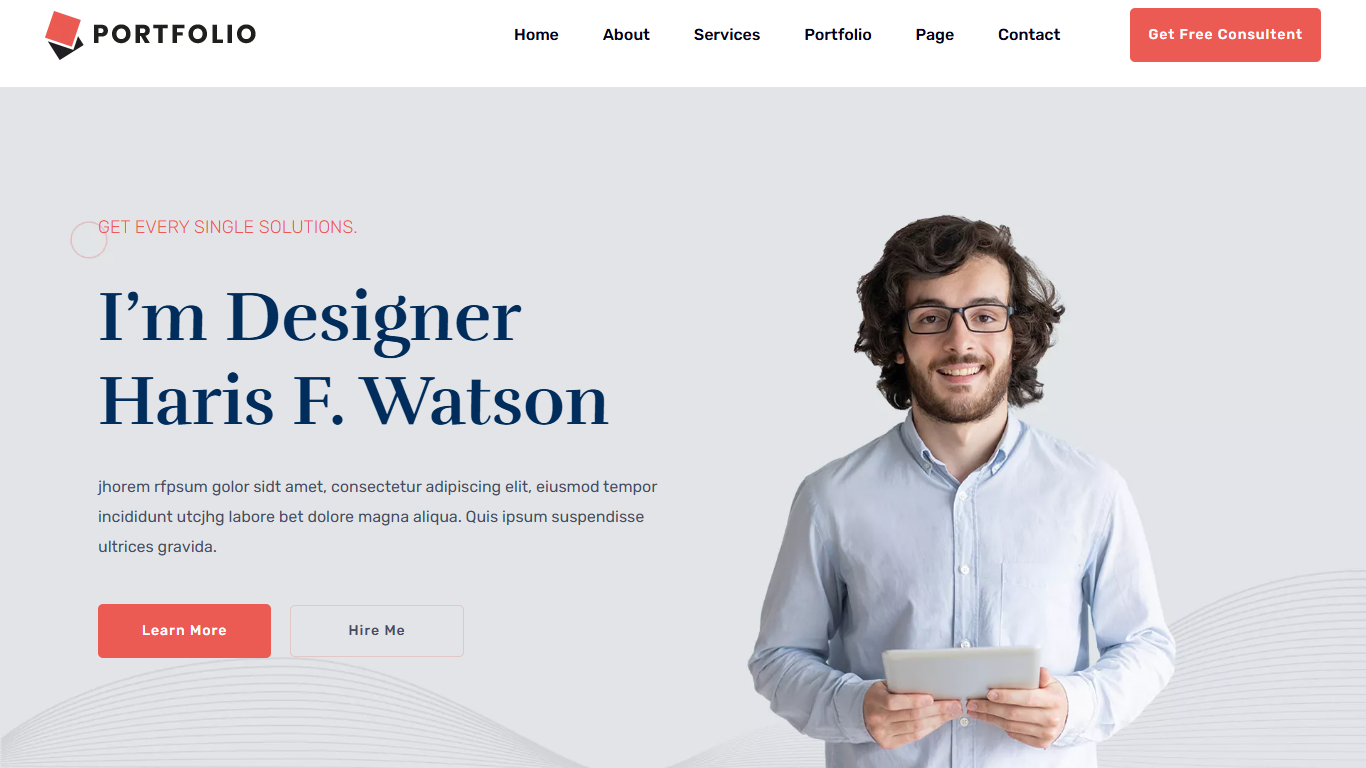 PORTFOLIO
Home About Services Portfolio Page Contact
Get Free Consultent
GET EVERY SINGLE SOLUTIONS.
I’m Designer
Haris F. Watson
jhorem rfpsum golor sidt amet, consectetur adipiscing elit, eiusmod tempor
incididunt utcjhg labore bet dolore magna aliqua. Quis ipsum suspendisse
ultrices gravida.
Learn More
Hire Me